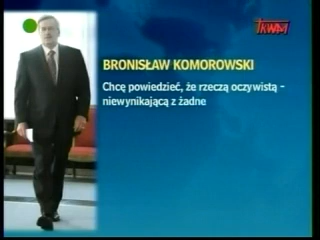 TRWAM
BRONISŁAW KOMOROWSKI
Chcę powiedzieć, że rzeczą oczywistą -
niewynikającą z żadne